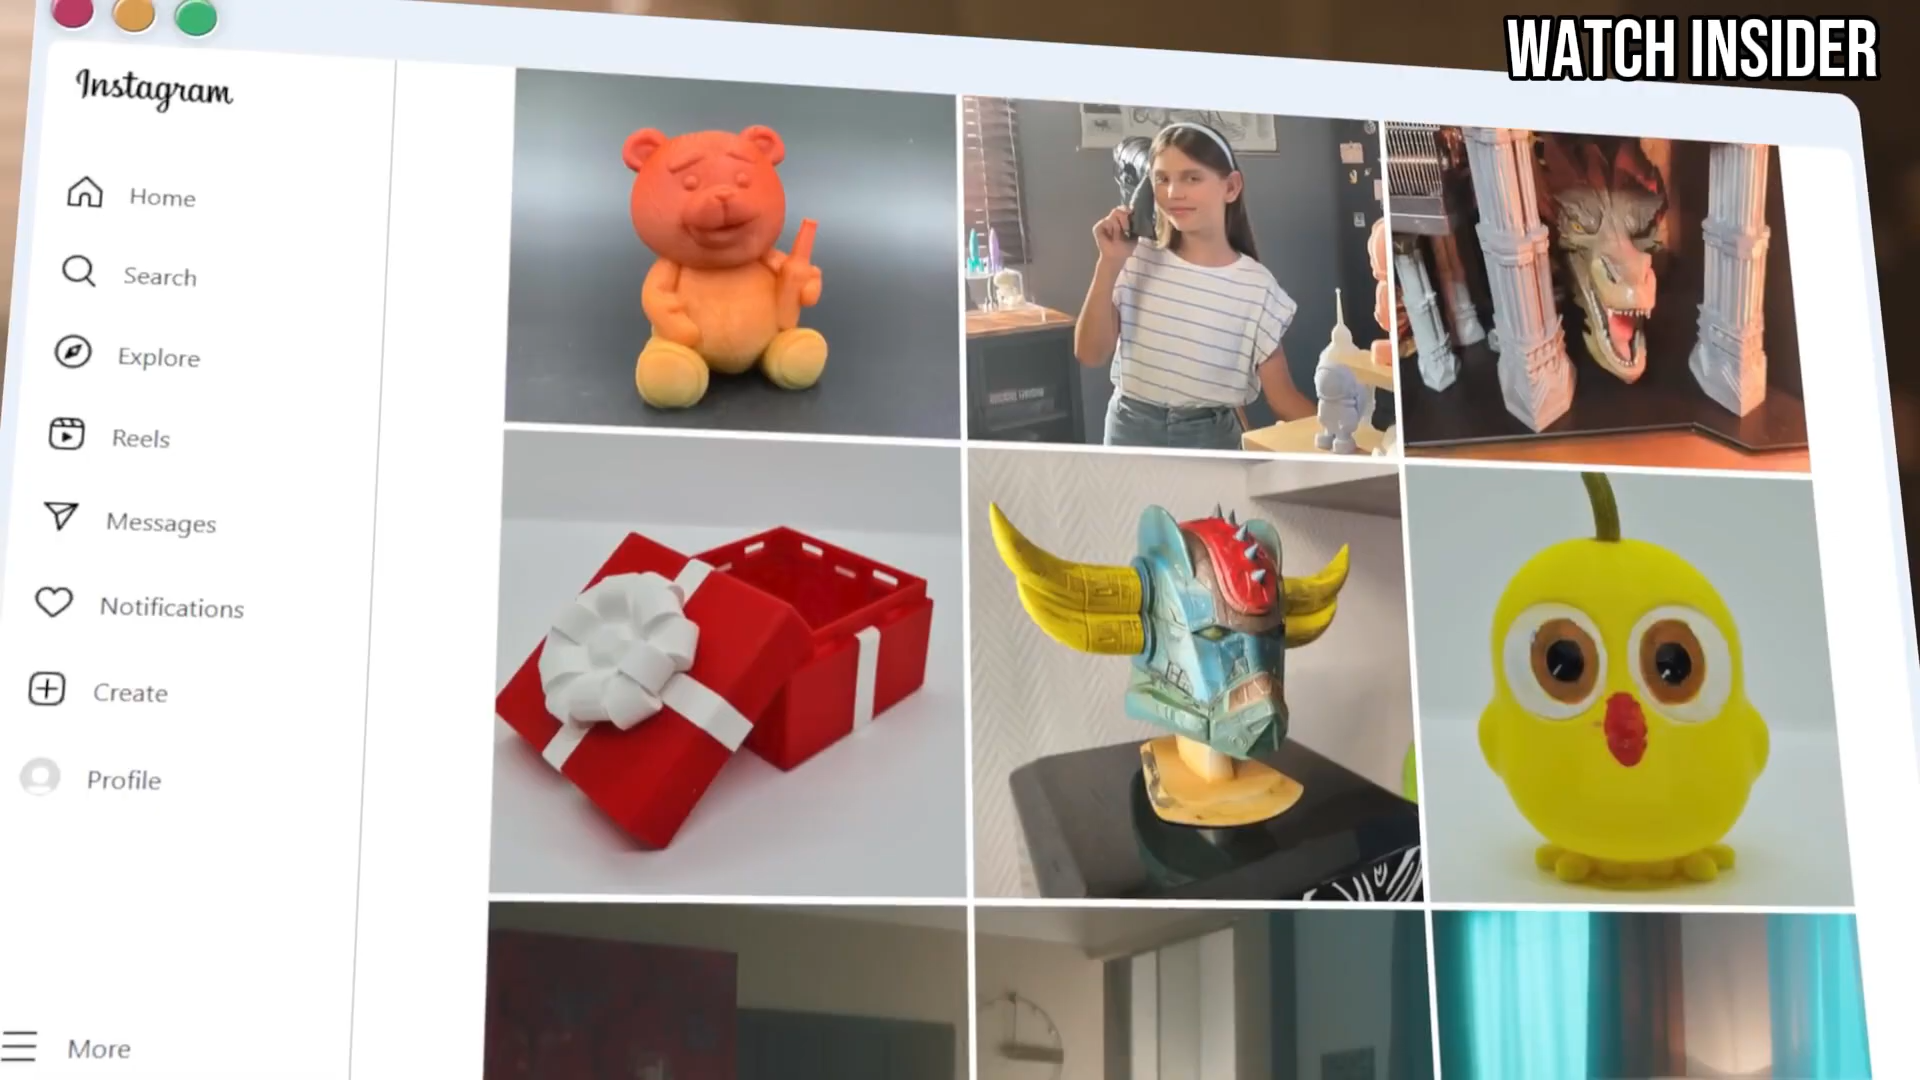 WATCH INSIDER
Instagram
Home
Search
Explore
Reels
Messages
Notifications
Create
Profile
More